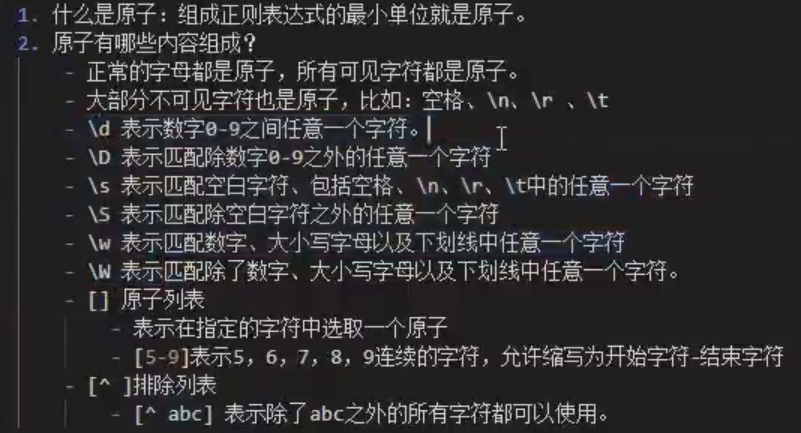 1. 什么是原子：组成正则表达式的最小单位就是原子。
2. 原子有哪些内容组成？
- 正常的字母都是原子，所有可见字符都是原子。
- 大部分不可见字符也是原子，比如：空格、\n、\r 、\t
- \d 表示数字0-9之间任意一个字符。
- \D 表示匹配除数字0-9之外的任意一个字符
- \s 表示匹配空白字符、包括空格、\n、\r、\t中的任意一个字符
- \S 表示匹配除空白字符之外的任意一个字符
- \w 表示匹配数字、大小写字母以及下划线中任意一个字符
- \W 表示匹配除了数字、大小写字母以及下划线中任意一个字符。
- [] 原子列表
- 表示在指定的字符中选取一个原子
- [5-9]表示5，6，7，8，9连续的字符，允许缩写为开始字符-结束字符
- [^ ]排除列表
- [^ abc] 表示除了abc之外的所有字符都可以使用。